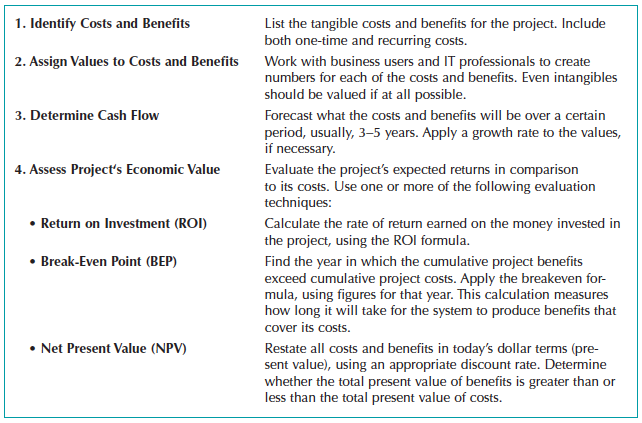 1. Identify Costs and Benefits
List the tangible costs and benefits for the project. Include
both one-time and recurring costs.
2. Assign Values to Costs and Benefits
Work with business users and IT professionals to create
numbers for each of the costs and benefits. Even intangibles
should be valued if at all possible.
3. Determine Cash Flow
Forecast what the costs and benefits will be over a certain
period, usually, 3–5 years. Apply a growth rate to the values,
if necessary.
4. Assess Project‘s Economic Value
Evaluate the project’s expected returns in comparison
to its costs. Use one or more of the following evaluation
techniques:
• Return on Investment (ROI)
Calculate the rate of return earned on the money invested in
the project, using the ROI formula.
• Break-Even Point (BEP)
Find the year in which the cumulative project benefits
exceed cumulative project costs. Apply the breakeven for-
mula, using figures for that year. This calculation measures
how long it will take for the system to produce benefits that
cover its costs.
• Net Present Value (NPV)
Restate all costs and benefits in today’s dollar terms (pre-
sent value), using an appropriate discount rate. Determine
whether the total present value of benefits is greater than or
less than the total present value of costs.